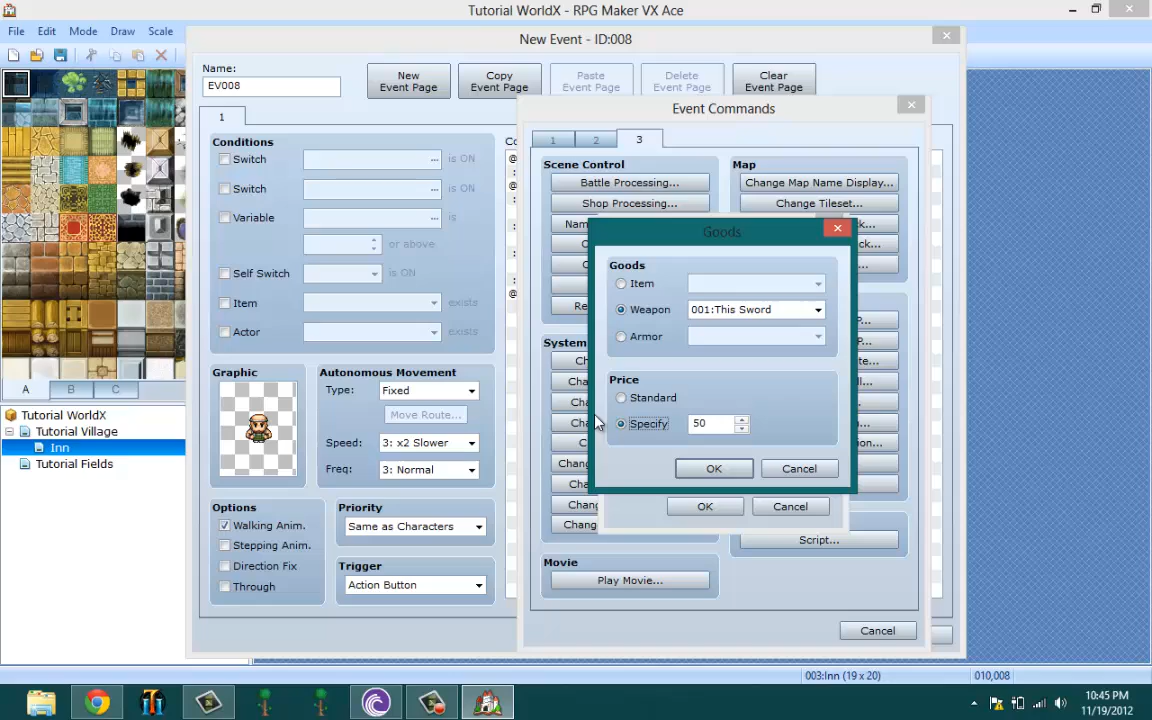 Tutorial WorldX - RPG Maker VX Ace
File Edit Mode Draw Scale
New Event - ID:008
Name:
EV008
New Event Page
Copy Event Page
Paste Event Page
Delete Event Page
Clear Event Page
1
Conditions
Switch ... is ON
Switch ... is ON
Variable ... is
or above
Self Switch is ON
Item exists
Actor exists
Graphic
Autonomous Movement
Type: Fixed
Move Route...
Speed: 3: x2 Slower
Freq: 3: Normal
Options
Walking Anim.
Stepping Anim.
Direction Fix
Through
Priority
Same as Characters
Trigger
Action Button
Event Commands
1 2 3
Scene Control
Battle Processing...
Shop Processing...
Map
Change Map Name Display...
Change Tileset...
System
Movie
Play Movie...
Script...
Cancel
OK Cancel
Goods
Goods
Item
Weapon 001:This Sword
Armor
Price
Standard
Specify 50
OK Cancel
A B C
Tutorial WorldX
Tutorial Village
Inn
Tutorial Fields
003:Inn (19 x 20) 010,008
10:45 PM
11/19/2012